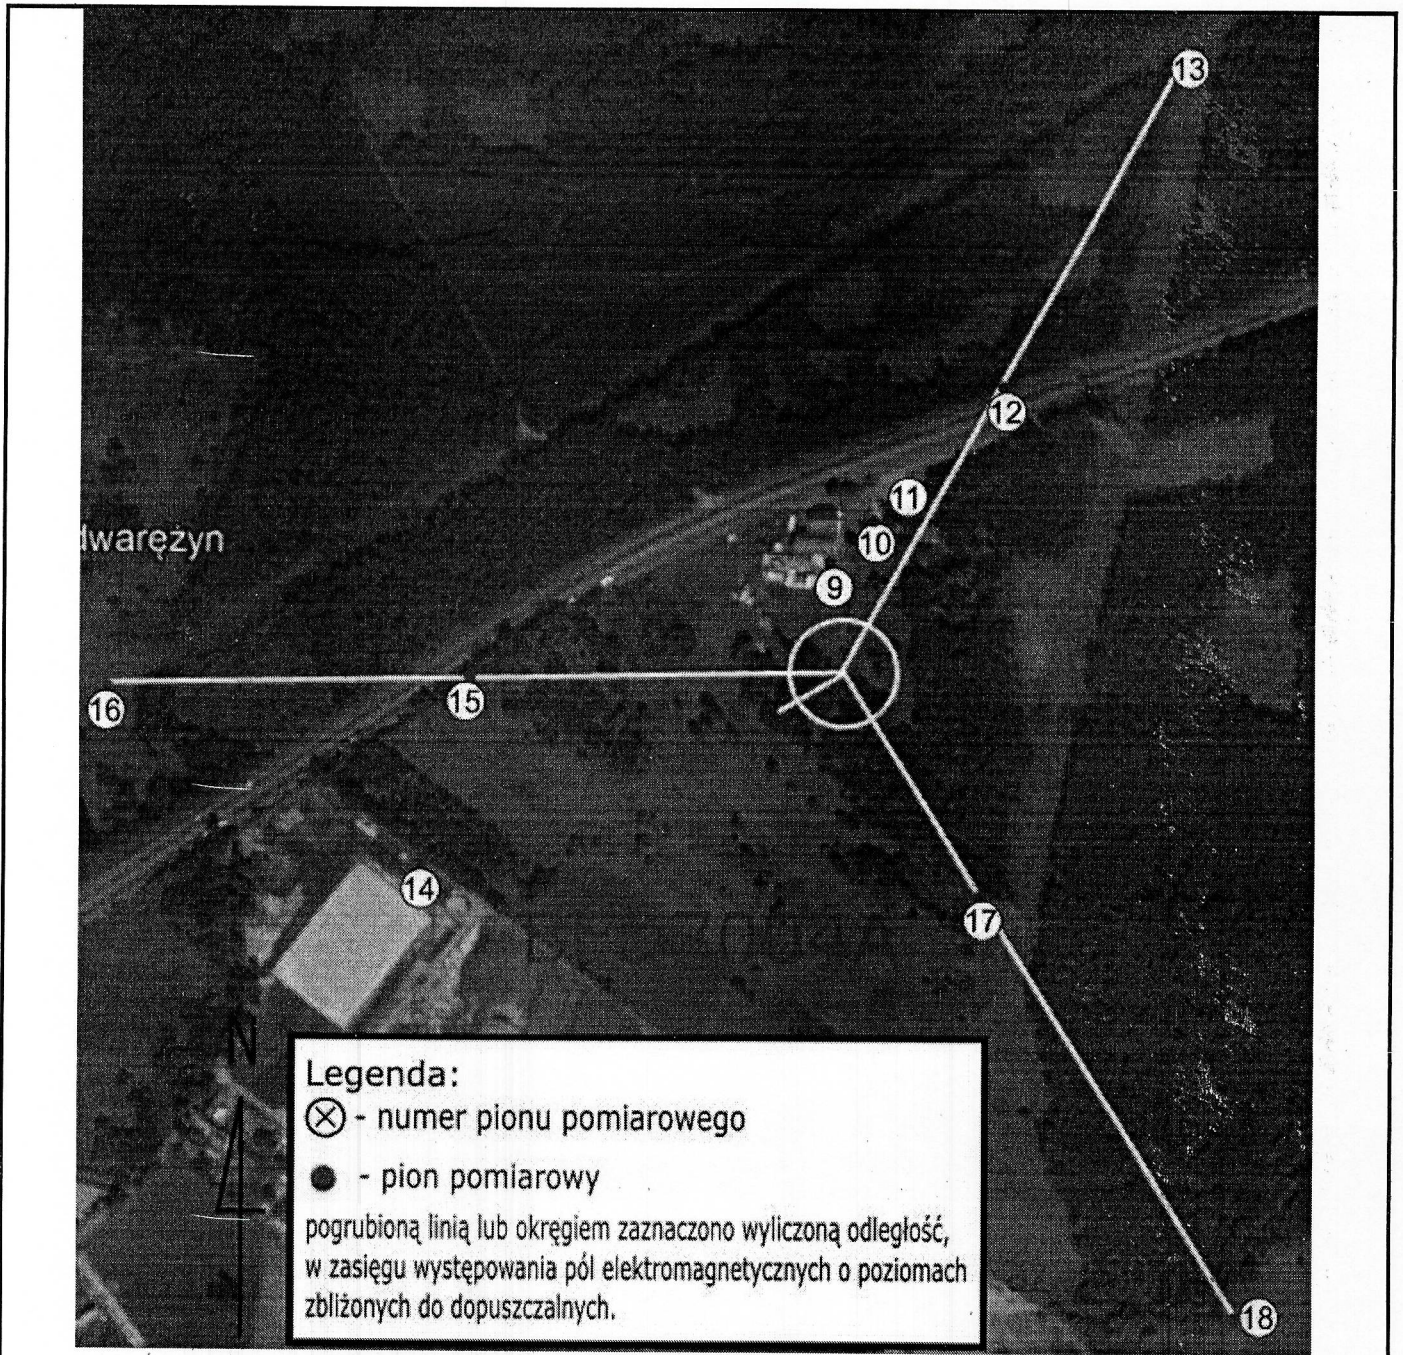 13
12
11
10
9
lwarężyn
16
15
14
17
N
Legenda:
- numer pionu pomiarowego
- pion pomiarowy
pogrubioną linią lub okręgiem zaznaczono wyliczoną odległość,
w zasięgu występowania pól elektromagnetycznych o poziomach
zbliżonych do dopuszczalnych.
18